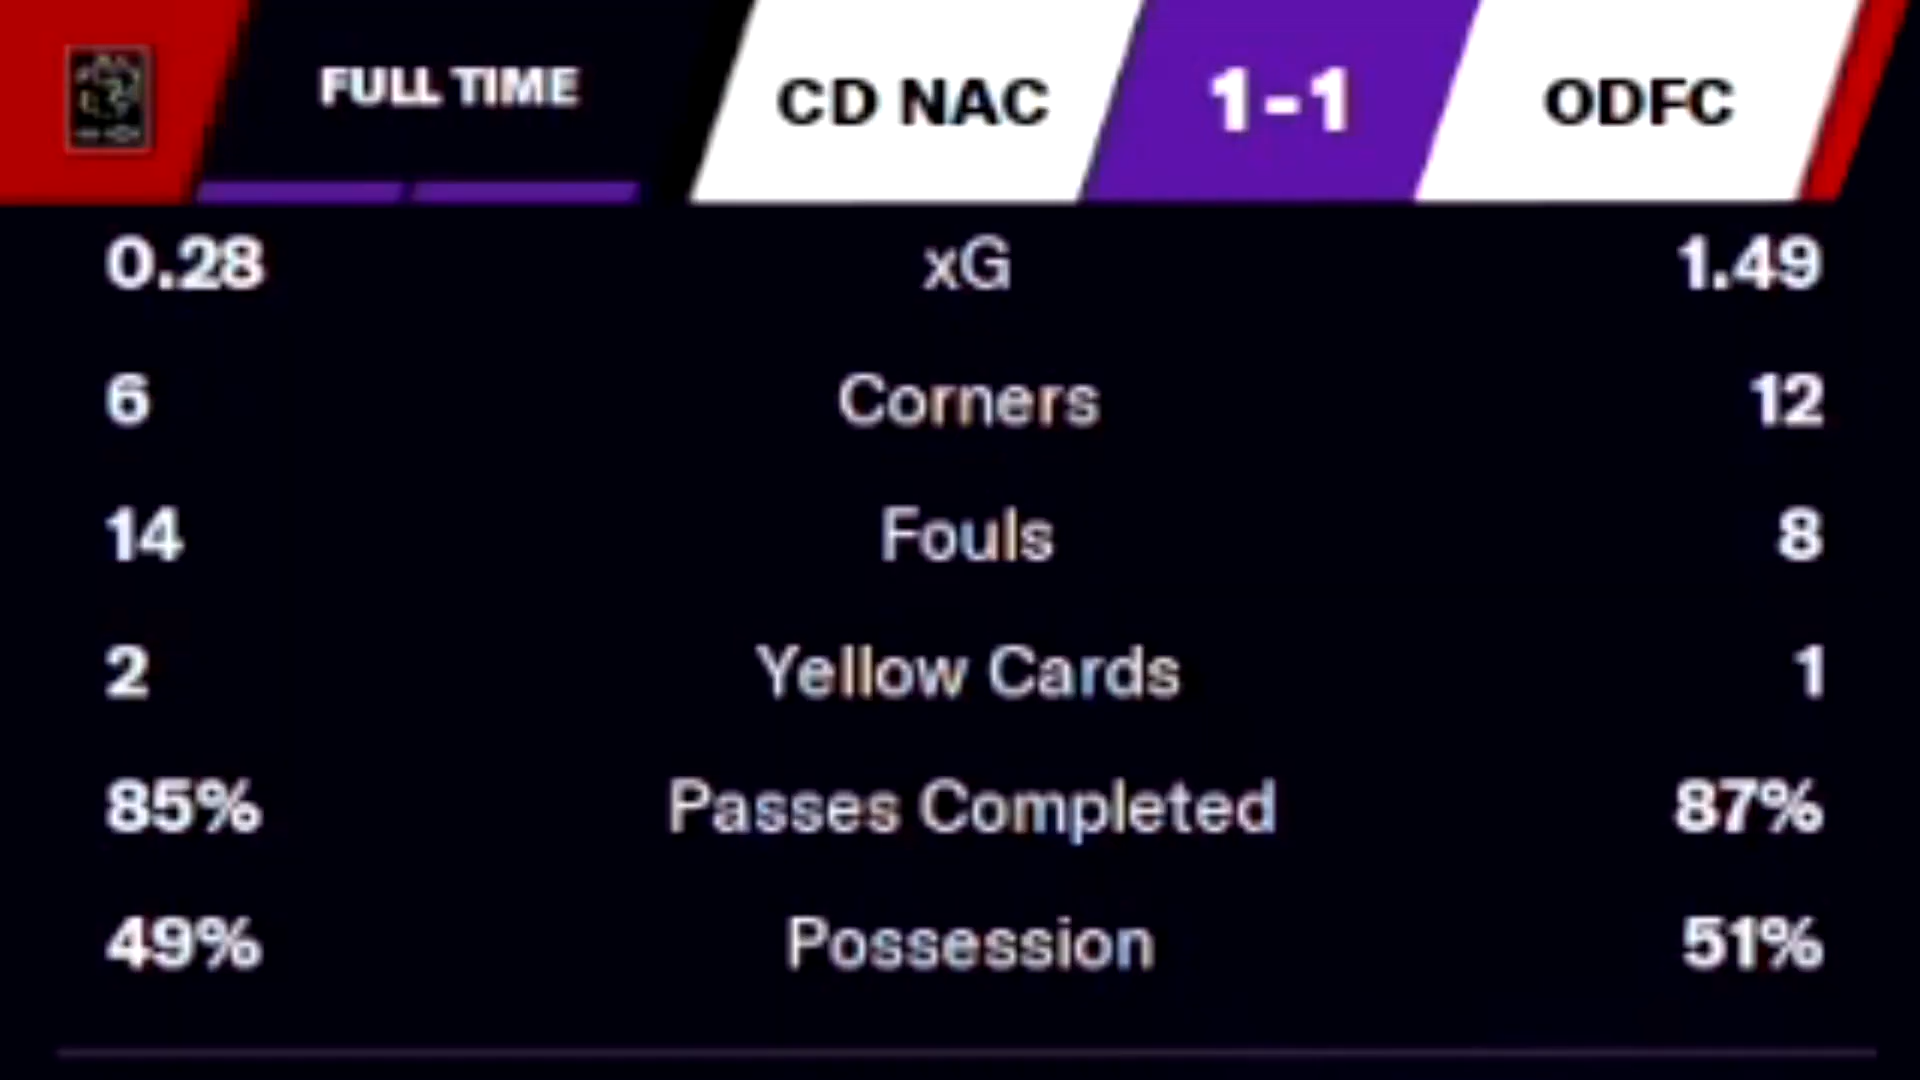 FULL TIME
CD NAC 1-1 ODFC
0.28 xG 1.49
6 Corners 12
14 Fouls 8
2 Yellow Cards 1
85% Passes Completed 87%
49% Possession 51%